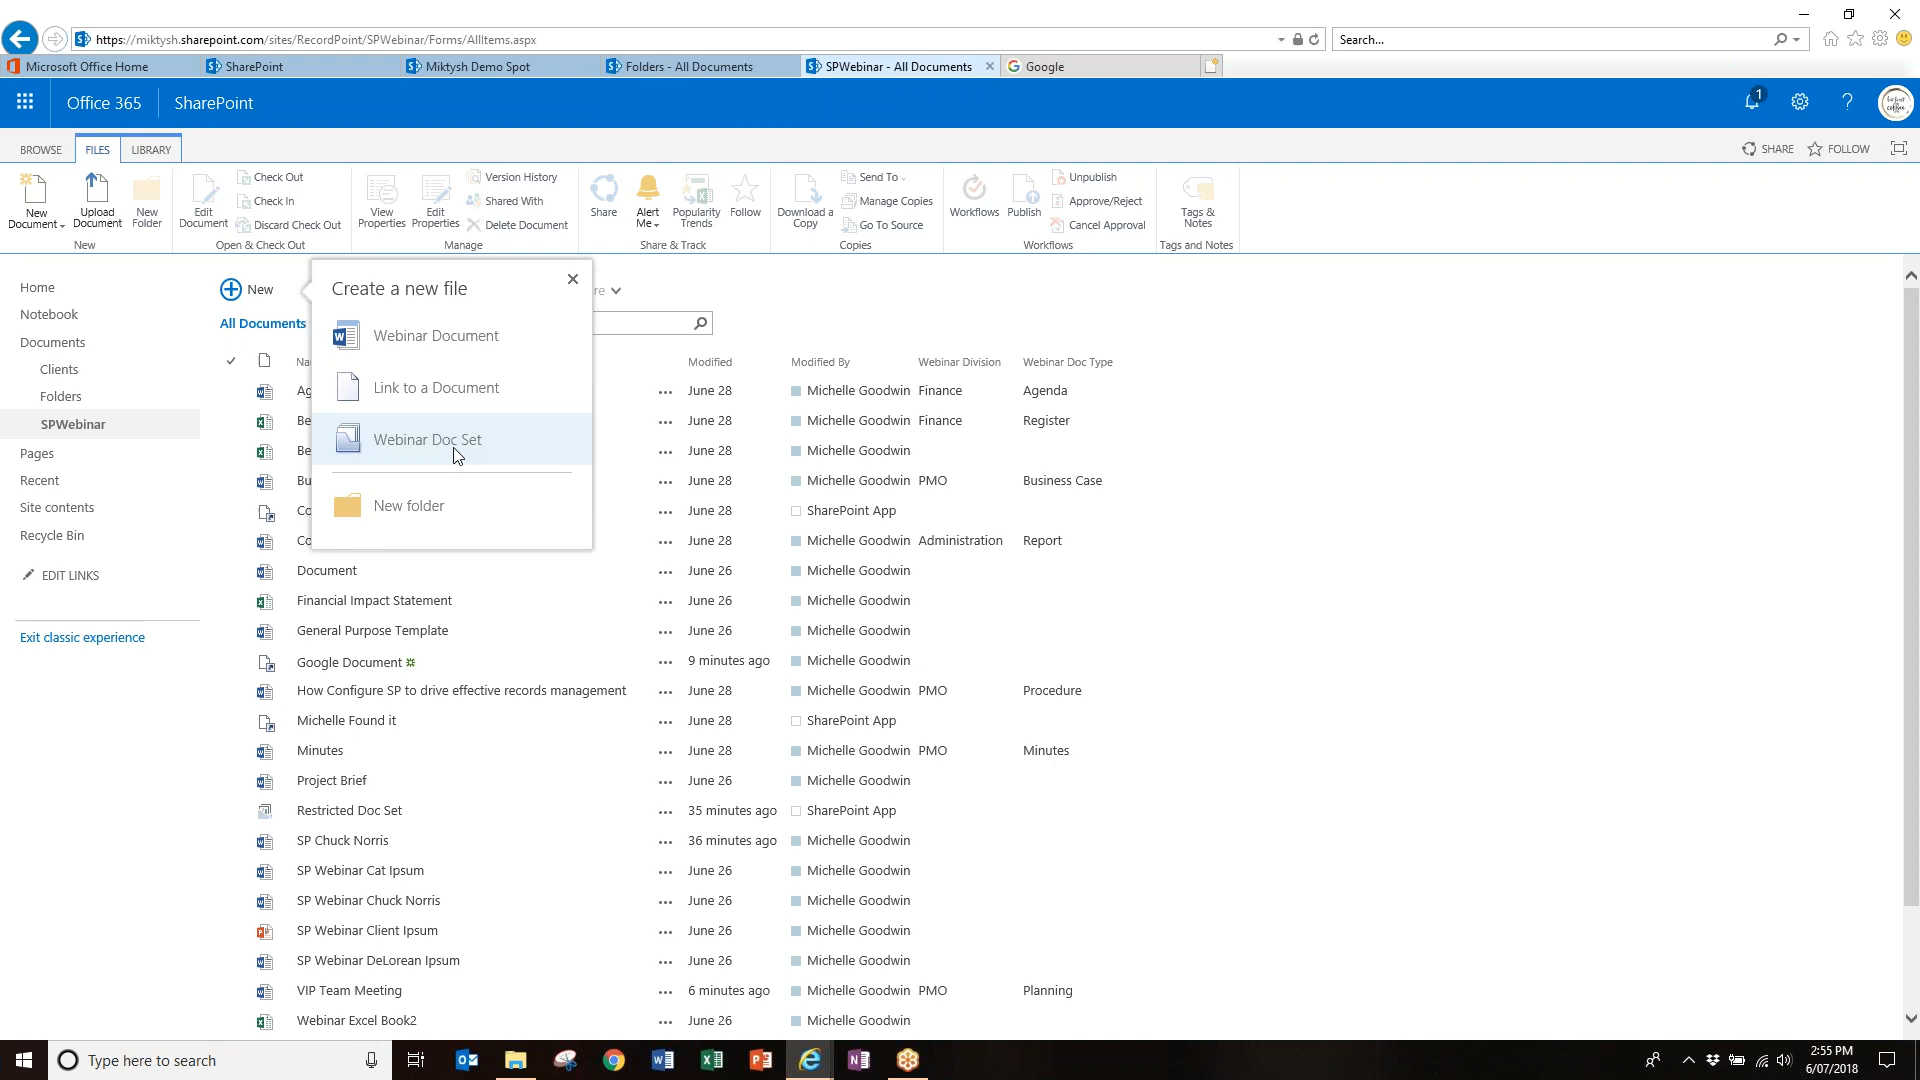 https://miktysh.sharepoint.com/sites/RecordPoint/SPWebinar/Forms/AllItems.aspx
Search...
Microsoft Office Home
SharePoint
Miktysh Demo Spot
Folders - All Documents
SPWebinar - All Documents
Google
Office 365
SharePoint
1
BROWSE
FILES
LIBRARY
SHARE
FOLLOW
New Document
Upload Document
New Folder
New
Edit Document
Check Out
Check In
Discard Check Out
Open & Check Out
View Properties
Edit Properties
Version History
Shared With
Delete Document
Manage
Share
Alert Me
Popularity Trends
Follow
Share & Track
Download a Copy
Send To
Manage Copies
Go To Source
Copies
Workflows
Publish
Unpublish
Approve/Reject
Cancel Approval
Workflows
Tags & Notes
Tags and Notes
Home
Notebook
Documents
Clients
Folders
SPWebinar
Pages
Recent
Site contents
Recycle Bin
EDIT LINKS
Exit classic experience
New
All Documents
Create a new file
Webinar Document
Link to a Document
Webinar Doc Set
New folder
Modified Modified By Webinar Division Webinar Doc Type
June 28 Michelle Goodwin Finance Agenda
June 28 Michelle Goodwin Finance Register
June 28 Michelle Goodwin
June 28 Michelle Goodwin PMO Business Case
June 28 SharePoint App
June 28 Michelle Goodwin Administration Report
Document June 26 Michelle Goodwin
Financial Impact Statement June 26 Michelle Goodwin
General Purpose Template June 26 Michelle Goodwin
Google Document 9 minutes ago Michelle Goodwin
How Configure SP to drive effective records management June 28 Michelle Goodwin PMO Procedure
Michelle Found it June 28 SharePoint App
Minutes June 28 Michelle Goodwin PMO Minutes
Project Brief June 26 Michelle Goodwin
Restricted Doc Set 35 minutes ago SharePoint App
SP Chuck Norris 36 minutes ago Michelle Goodwin
SP Webinar Cat Ipsum June 26 Michelle Goodwin
SP Webinar Chuck Norris June 26 Michelle Goodwin
SP Webinar Client Ipsum June 26 Michelle Goodwin
SP Webinar DeLorean Ipsum June 26 Michelle Goodwin
VIP Team Meeting 6 minutes ago Michelle Goodwin PMO Planning
Webinar Excel Book2 June 26 Michelle Goodwin
Type here to search
2:55 PM
6/07/2018